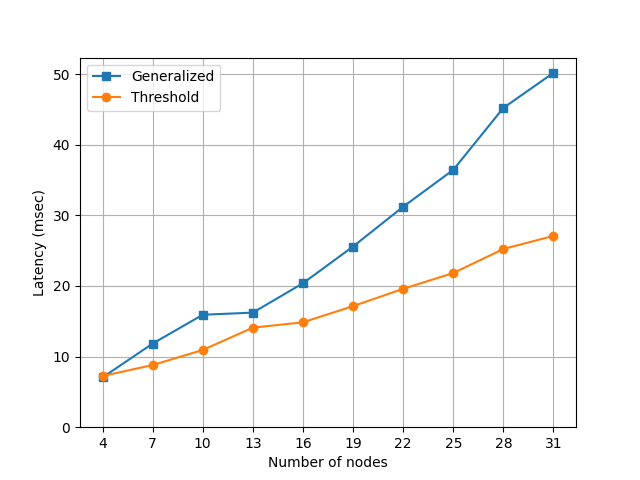 Generalized
Threshold
50
40
30
20
10
0
Latency (msec)
4 7 10 13 16 19 22 25 28 31
Number of nodes